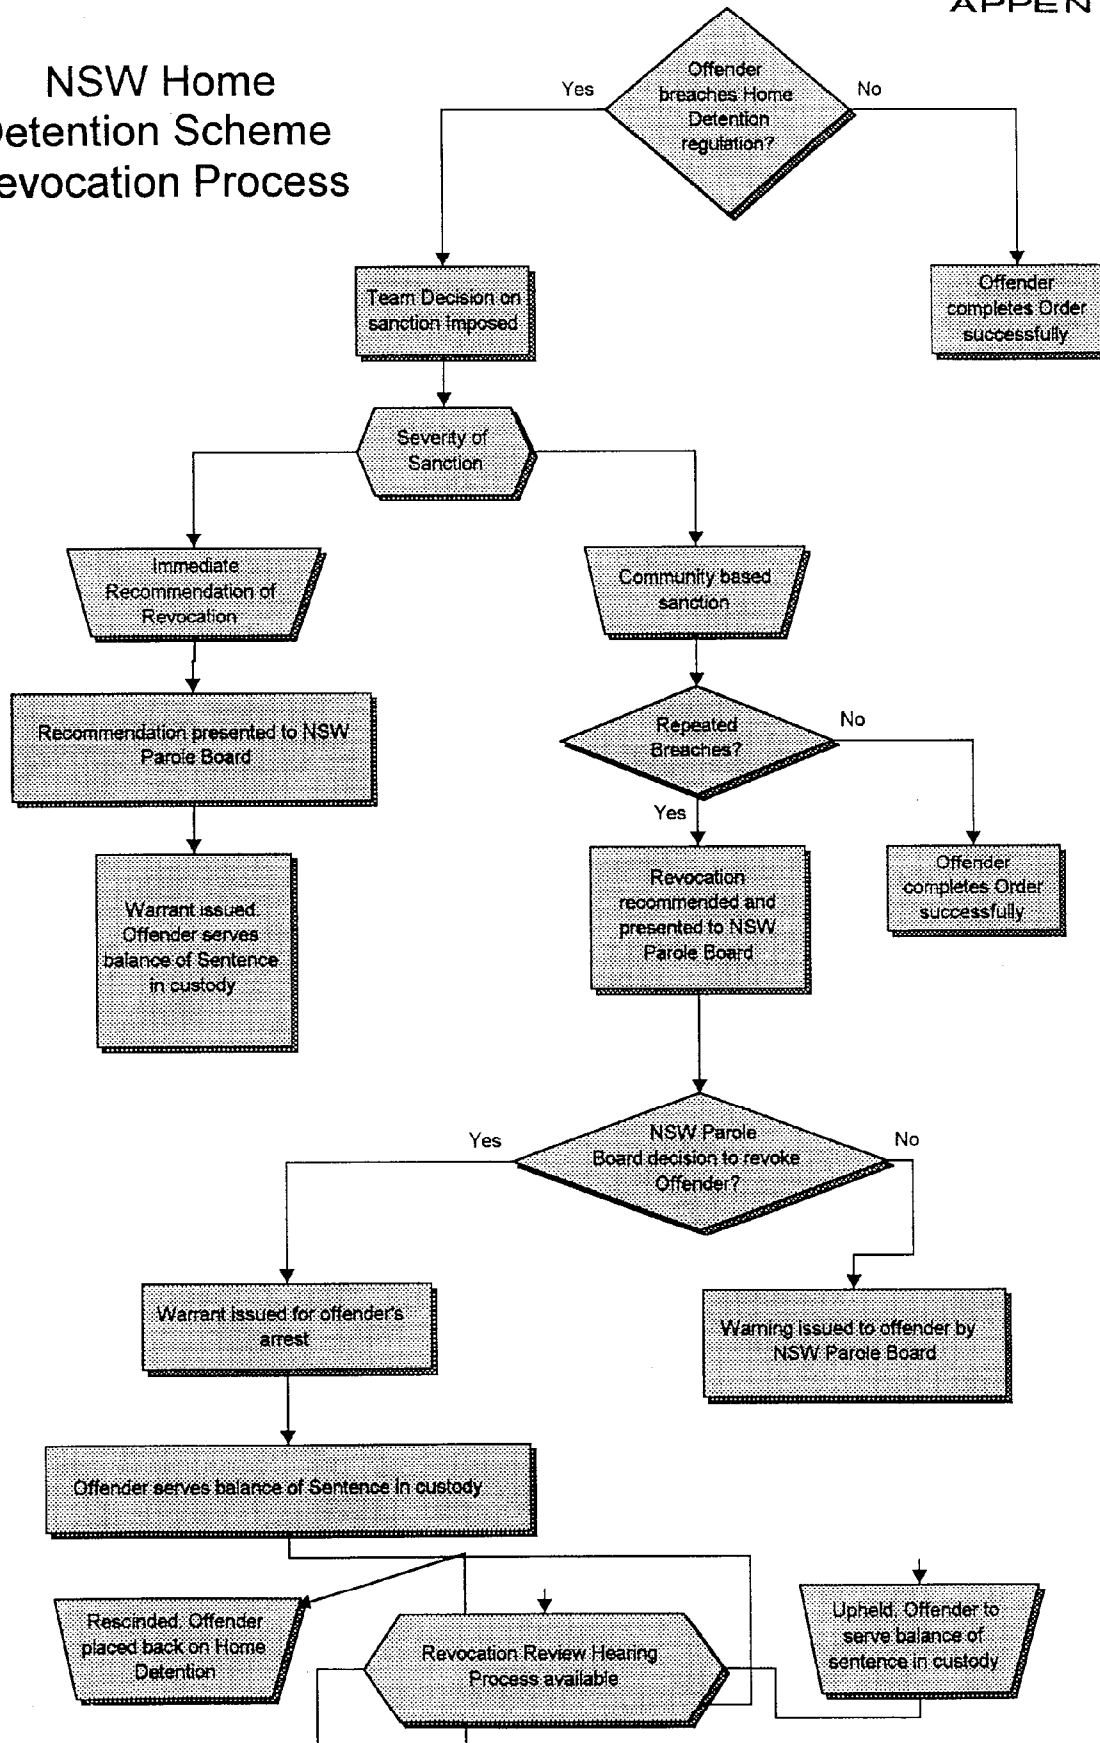 APPEN
NSW Home
Detention Scheme
evocation Process
Offender
breaches Home
Detention
regulation?
Yes
No
Team Decision on
sanction imposed
Offender
completes Order
successfully
Severity of
Sanction
Immediate
Recommendation of
Revocation
Community based
sanction
Recommendation presented to NSW
Parole Board
Repeated
Breaches?
No
Yes
Warrant issued.
Offender serves
balance of Sentence
in custody
Revocation
recommended and
presented to NSW
Parole Board
Offender
completes Order
successfully
Yes
NSW Parole
Board decision to revoke
Offender?
No
Warrant issued for offender's
arrest
Warning issued to offender by
NSW Parole Board
Offender serves balance of Sentence in custody
Rescinded. Offender
placed back on Home
Detention
Revocation Review Hearing
Process available
Upheld. Offender to
serve balance of
sentence in custody